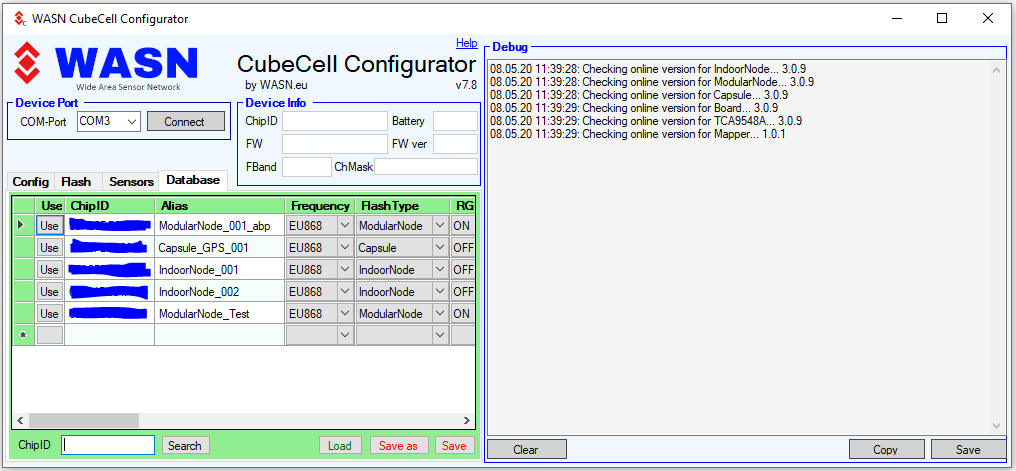 WASN CubeCell Configurator
WASN
Wide Area Sensor Network
Help
CubeCell Configurator
by WASN.eu v7.8
Device Port
COM-Port COM3 Connect
Device Info
ChipID Battery
FW FW ver
FBand ChMask
Config Flash Sensors Database
Use ChipID Alias Frequency FlashType RG
Use ModularNode_001_abp EU868 ModularNode ON
Use Capsule_GPS_001 EU868 Capsule OFF
Use IndoorNode_001 EU868 IndoorNode OFF
Use IndoorNode_002 EU868 IndoorNode OFF
Use ModularNode_Test EU868 ModularNode ON
ChipID Search Load Save as Save
Debug
08.05.20 11:39:28: Checking online version for IndoorNode... 3.0.9
08.05.20 11:39:28: Checking online version for ModularNode... 3.0.9
08.05.20 11:39:28: Checking online version for Capsule... 3.0.9
08.05.20 11:39:29: Checking online version for Board... 3.0.9
08.05.20 11:39:29: Checking online version for TCA9548A... 3.0.9
08.05.20 11:39:29: Checking online version for Mapper... 1.0.1
Clear Copy Save